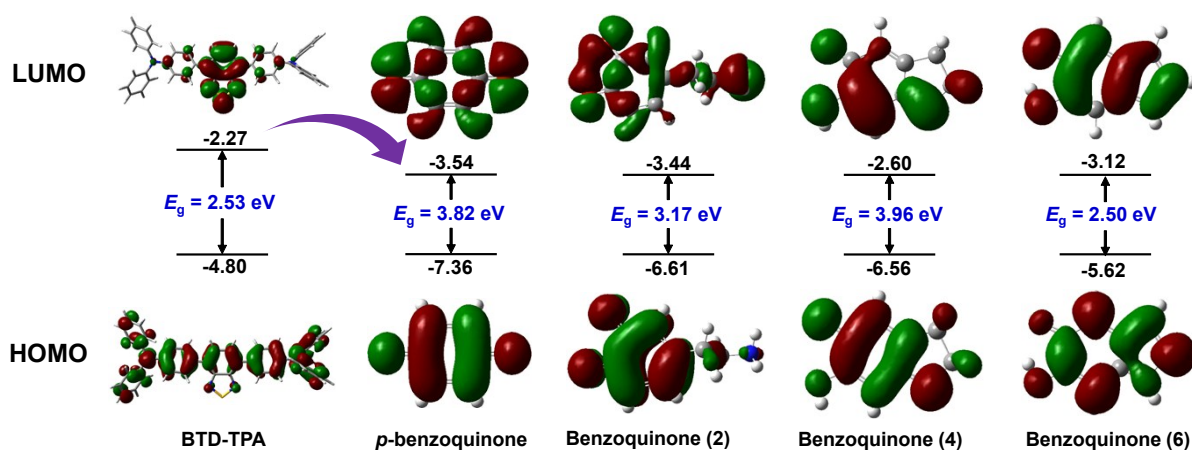 LUMO
-2.27
-3.54
-3.44
-2.60
-3.12
Eg = 2.53 eV
Eg = 3.82 eV
Eg = 3.17 eV
Eg = 3.96 eV
Eg = 2.50 eV
-4.80
-7.36
-6.61
-6.56
-5.62
HOMO
BTD-TPA
p-benzoquinone
Benzoquinone (2)
Benzoquinone (4)
Benzoquinone (6)